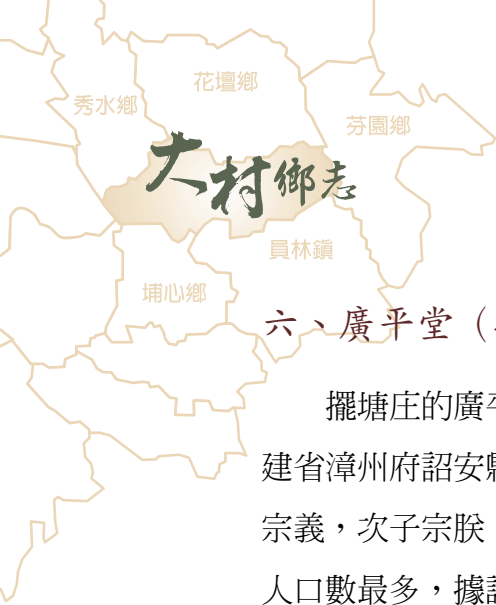 花壇鄉
秀水鄉
芬園鄉
大村鄉志
員林鎮
埔心鄉
六、廣平堂（
擺塘庄的廣平
建省漳州府詔安縣
宗義，次子宗朕
人口數最多，據